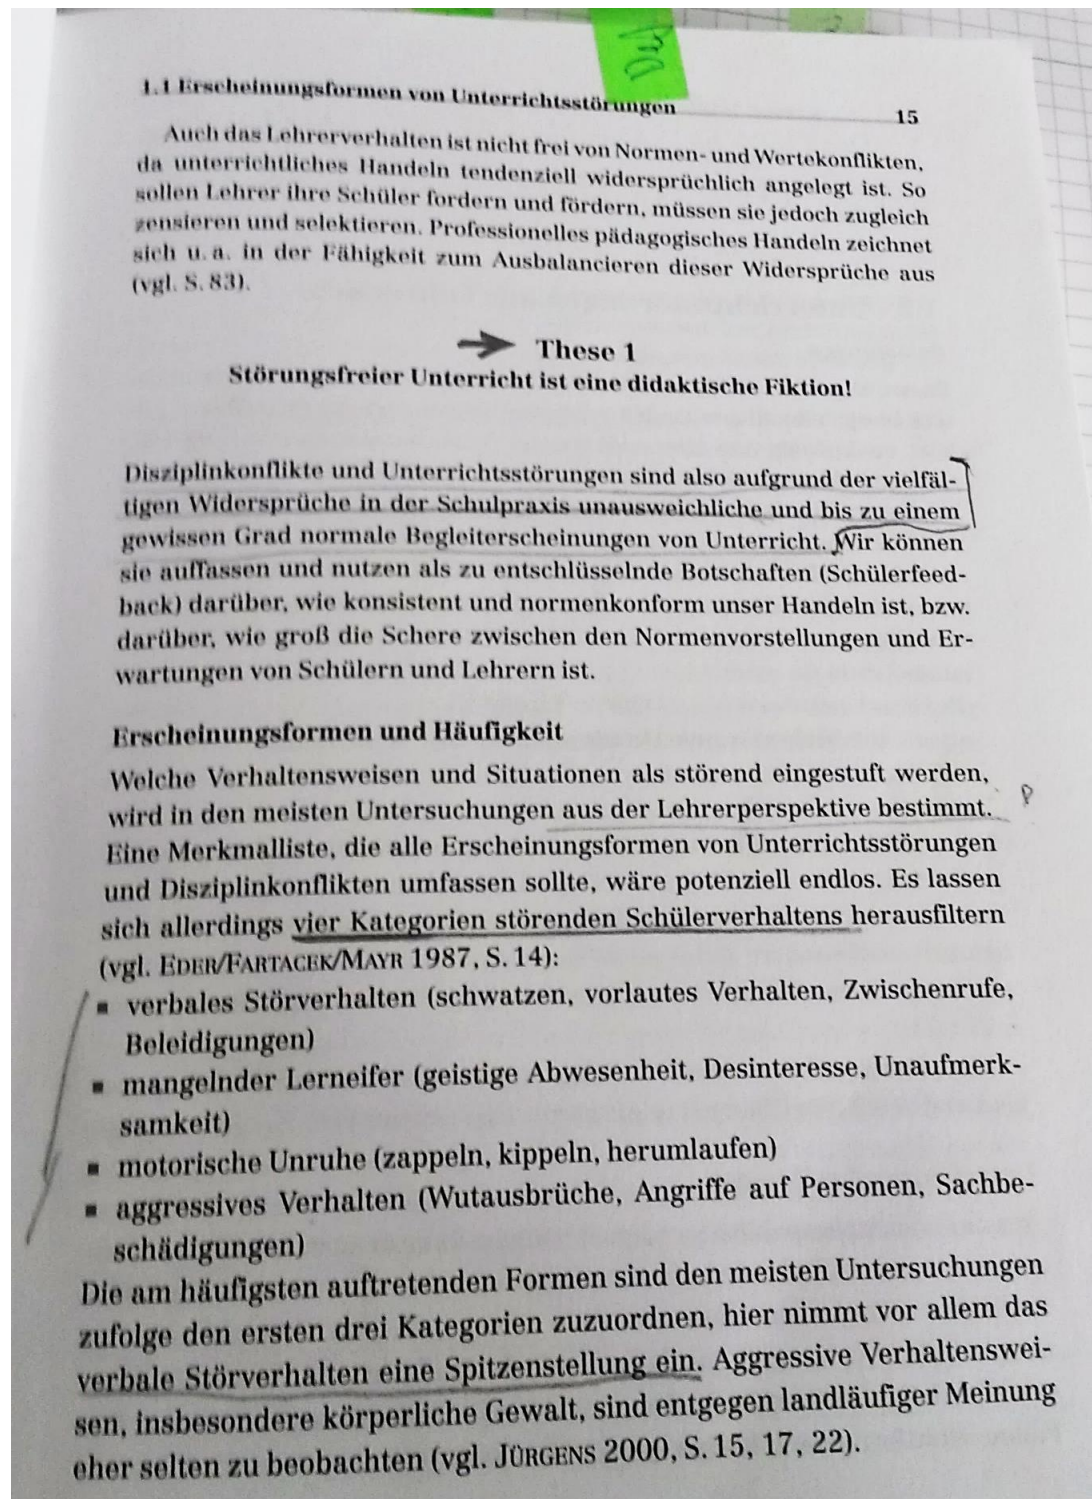 1.1 Erscheinungsformen von Unterrichtsstörungen
15
Auch das Lehrerverhalten ist nicht frei von Normen- und Wertekonflikten,
da unterrichtliches Handeln tendenziell widersprüchlich angelegt ist. So
sollen Lehrer ihre Schüler fordern und fördern, müssen sie jedoch zugleich
zensieren und selektieren. Professionelles pädagogisches Handeln zeichnet
sich u. a. in der Fähigkeit zum Ausbalancieren dieser Widersprüche aus
(vgl. S. 83).
These 1
Störungsfreier Unterricht ist eine didaktische Fiktion!
Disziplinkonflikte und Unterrichtsstörungen sind also aufgrund der vielfäl-
tigen Widersprüche in der Schulpraxis unausweichliche und bis zu einem
gewissen Grad normale Begleiterscheinungen von Unterricht. Wir können
sie auffassen und nutzen als zu entschlüsselnde Botschaften (Schülerfeed-
back) darüber, wie konsistent und normenkonform unser Handeln ist, bzw.
darüber, wie groß die Schere zwischen den Normenvorstellungen und Er-
wartungen von Schülern und Lehrern ist.
Erscheinungsformen und Häufigkeit
Welche Verhaltensweisen und Situationen als störend eingestuft werden,
wird in den meisten Untersuchungen aus der Lehrerperspektive bestimmt.
Eine Merkmalliste, die alle Erscheinungsformen von Unterrichtsstörungen
und Disziplinkonflikten umfassen sollte, wäre potenziell endlos. Es lassen
sich allerdings vier Kategorien störenden Schülerverhaltens herausfiltern
(vgl. EDER/FARTACEK/MAYR 1987, S. 14):
▪ verbales Störverhalten (schwatzen, vorlautes Verhalten, Zwischenrufe,
Beleidigungen)
▪ mangelnder Lerneifer (geistige Abwesenheit, Desinteresse, Unaufmerk-
samkeit)
▪ motorische Unruhe (zappeln, kippeln, herumlaufen)
▪ aggressives Verhalten (Wutausbrüche, Angriffe auf Personen, Sachbe-
schädigungen)
Die am häufigsten auftretenden Formen sind den meisten Untersuchungen
zufolge den ersten drei Kategorien zuzuordnen, hier nimmt vor allem das
verbale Störverhalten eine Spitzenstellung ein. Aggressive Verhaltenswei-
sen, insbesondere körperliche Gewalt, sind entgegen landläufiger Meinung
eher selten zu beobachten (vgl. JÜRGENS 2000, S. 15, 17, 22).